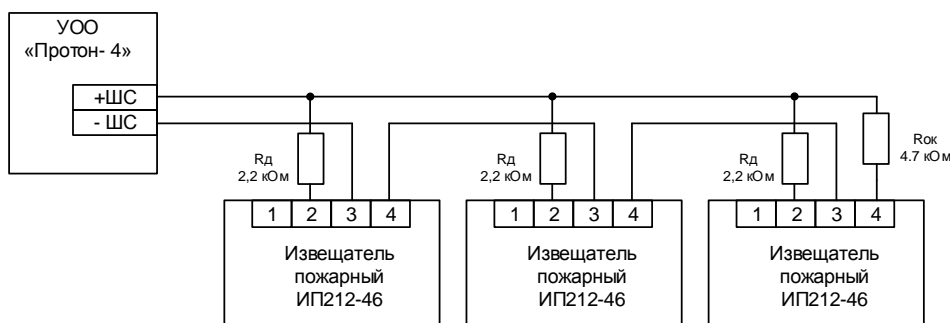 УОО
«Протон- 4»
+ШС
- ШС
Rд
2,2 кОм
Rд
2,2 кОм
Rд
2,2 кОм
Rок
4.7 кОм
1 2 3 4
1 2 3 4
1 2 3 4
Извещатель
пожарный
ИП212-46
Извещатель
пожарный
ИП212-46
Извещатель
пожарный
ИП212-46